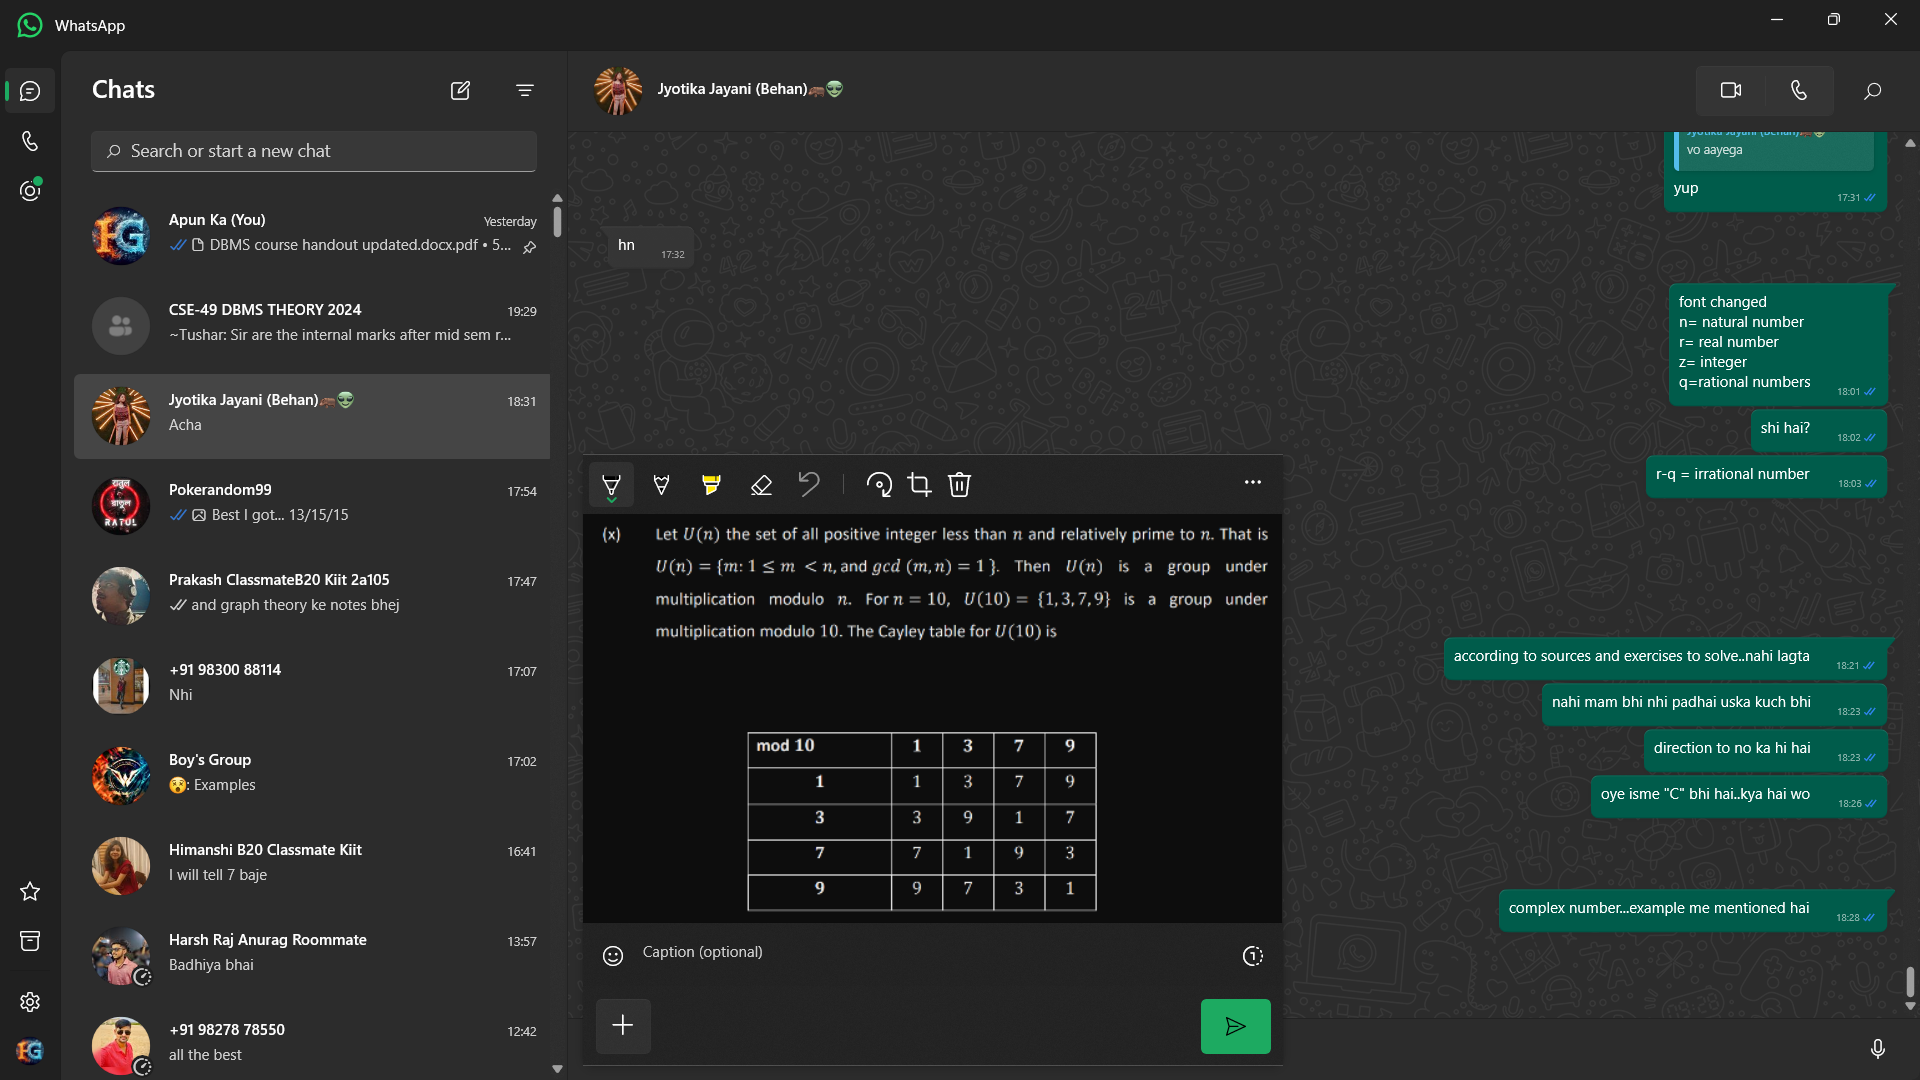 WhatsApp
Chats
Search or start a new chat
Apun Ka (You)
Yesterday
DBMS course handout updated.docx.pdf • 5...
CSE-49 DBMS THEORY 2024
19:29
~Tushar: Sir are the internal marks after mid sem r...
Jyotika Jayani (Behan)🐗👽
18:31
Acha
Pokerandom99
17:54
Best I got... 13/15/15
RATUL
Prakash ClassmateB20 Kiit 2a105
17:47
and graph theory ke notes bhej
+91 98300 88114
17:07
Nhi
Boy's Group
17:02
😵: Examples
Himanshi B20 Classmate Kiit
16:41
I will tell 7 baje
Harsh Raj Anurag Roommate
13:57
Badhiya bhai
+91 98278 78550
12:42
all the best
Jyotika Jayani (Behan)🐗👽
Jyotika Jayani (Behan)
vo aayega
yup
17:31
hn
17:32
font changed
n= natural number
r= real number
z= integer
q=rational numbers
18:01
shi hai?
18:02
r-q = irrational number
18:03
according to sources and exercises to solve..nahi lagta
18:21
nahi mam bhi nhi padhai uska kuch bhi
18:23
direction to no ka hi hai
18:23
oye isme "C" bhi hai..kya hai wo
18:26
complex number...example me mentioned hai
18:28
(x) Let U(n) the set of all positive integer less than n and relatively prime to n. That is
U(n) = {m: 1 ≤ m < n, and gcd (m, n) = 1 }. Then U(n) is a group under
multiplication modulo n. For n = 10, U(10) = {1, 3, 7, 9} is a group under
multiplication modulo 10. The Cayley table for U(10) is
mod 10 1 3 7 9
1 1 3 7 9
3 3 9 1 7
7 7 1 9 3
9 9 7 3 1
Caption (optional)